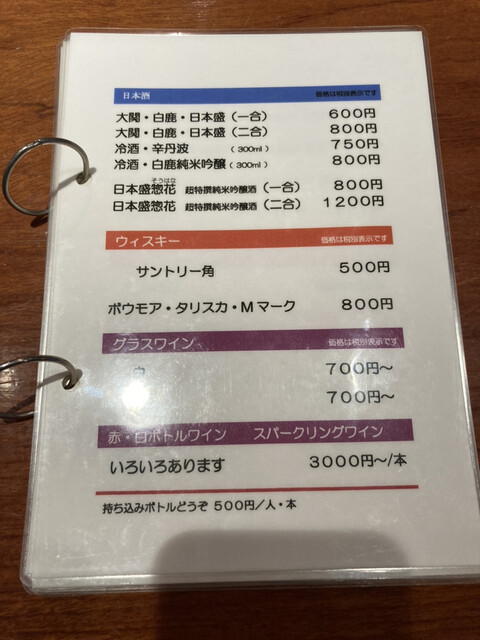 日本酒 価格は税別表示です
大関・白鹿・日本盛（一合） 600円
大関・白鹿・日本盛（二合） 800円
冷酒・辛丹波 （300ml） 750円
冷酒・白鹿純米吟醸（300ml） 800円
そうはな
日本盛惣花 超特撰純米吟醸酒（一合） 800円
日本盛惣花 超特撰純米吟醸酒（二合） 1200円
ウィスキー 価格は税別表示です
サントリー角 500円
ボウモア・タリスカ・Mマーク 800円
グラスワイン 価格は税別表示です
700円～
700円～
赤・白ボトルワイン スパークリングワイン
いろいろあります 3000円～/本
持ち込みボトルどうぞ 500円／人・本